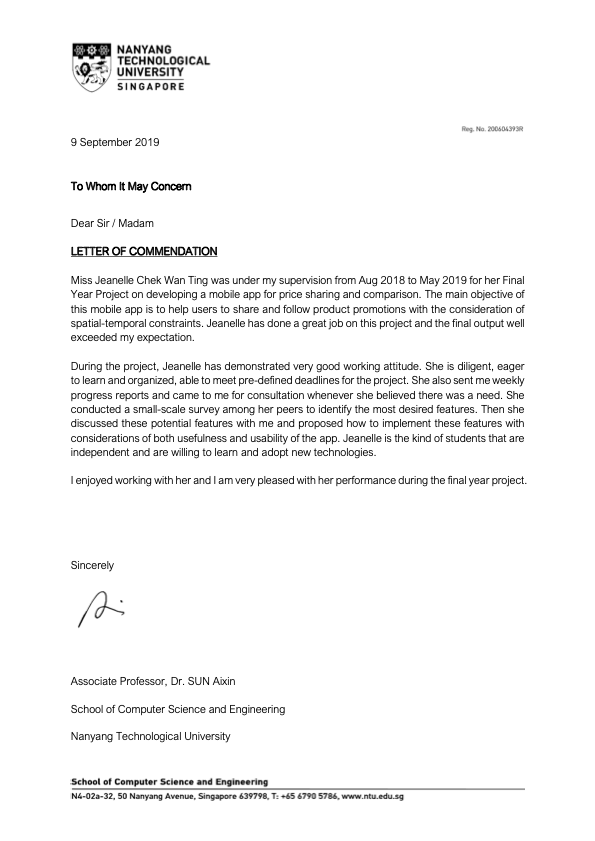 NANYANG
TECHNOLOGICAL
UNIVERSITY
SINGAPORE
Reg. No. 200604393R
9 September 2019
To Whom It May Concern
Dear Sir / Madam
LETTER OF COMMENDATION
Miss Jeanelle Chek Wan Ting was under my supervision from Aug 2018 to May 2019 for her Final
Year Project on developing a mobile app for price sharing and comparison. The main objective of
this mobile app is to help users to share and follow product promotions with the consideration of
spatial-temporal constraints. Jeanelle has done a great job on this project and the final output well
exceeded my expectation.
During the project, Jeanelle has demonstrated very good working attitude. She is diligent, eager
to learn and organized, able to meet pre-defined deadlines for the project. She also sent me weekly
progress reports and came to me for consultation whenever she believed there was a need. She
conducted a small-scale survey among her peers to identify the most desired features. Then she
discussed these potential features with me and proposed how to implement these features with
considerations of both usefulness and usability of the app. Jeanelle is the kind of students that are
independent and are willing to learn and adopt new technologies.
I enjoyed working with her and I am very pleased with her performance during the final year project.
Sincerely
Associate Professor, Dr. SUN Aixin
School of Computer Science and Engineering
Nanyang Technological University
School of Computer Science and Engineering
N4-02a-32, 50 Nanyang Avenue, Singapore 639798, T: +65 6790 5786, www.ntu.edu.sg